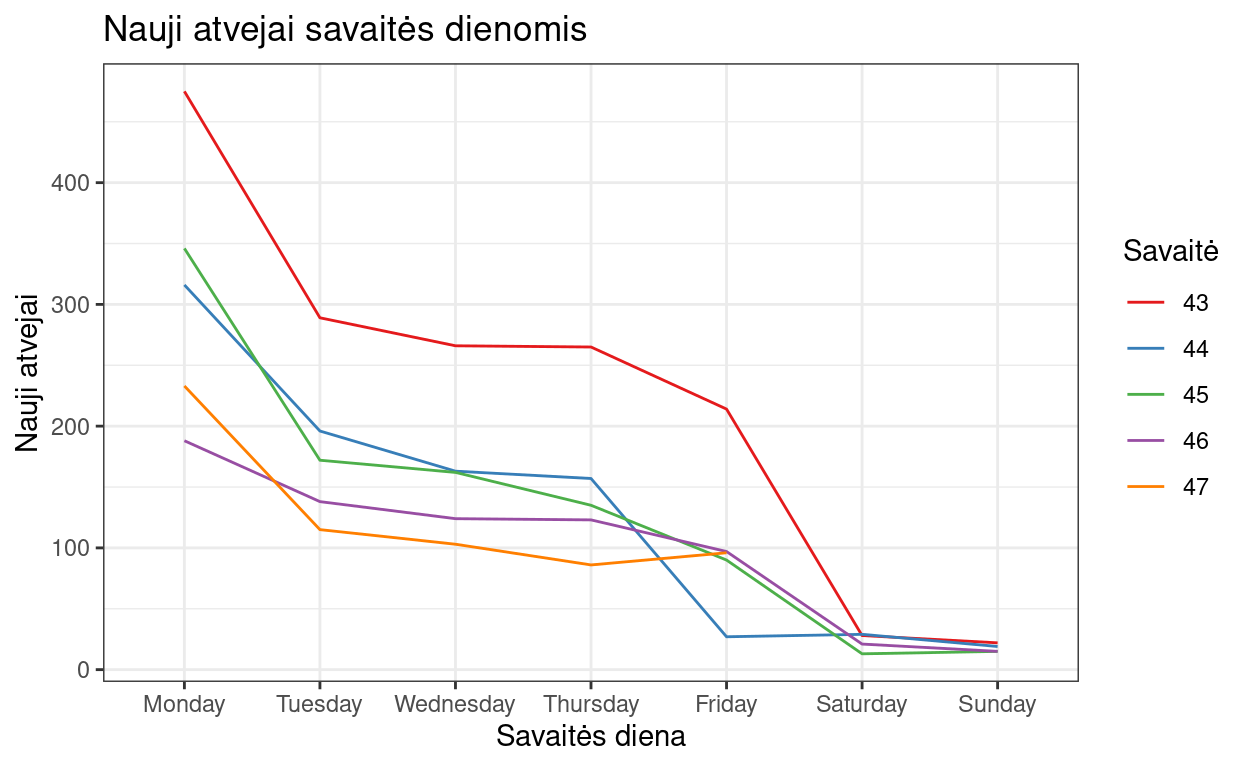 Nauji atvejai savaitės dienomis
Nauji atvejai
400
300
200
100
0
Monday Tuesday Wednesday Thursday Friday Saturday Sunday
Savaitės diena
Savaitė
43
44
45
46
47